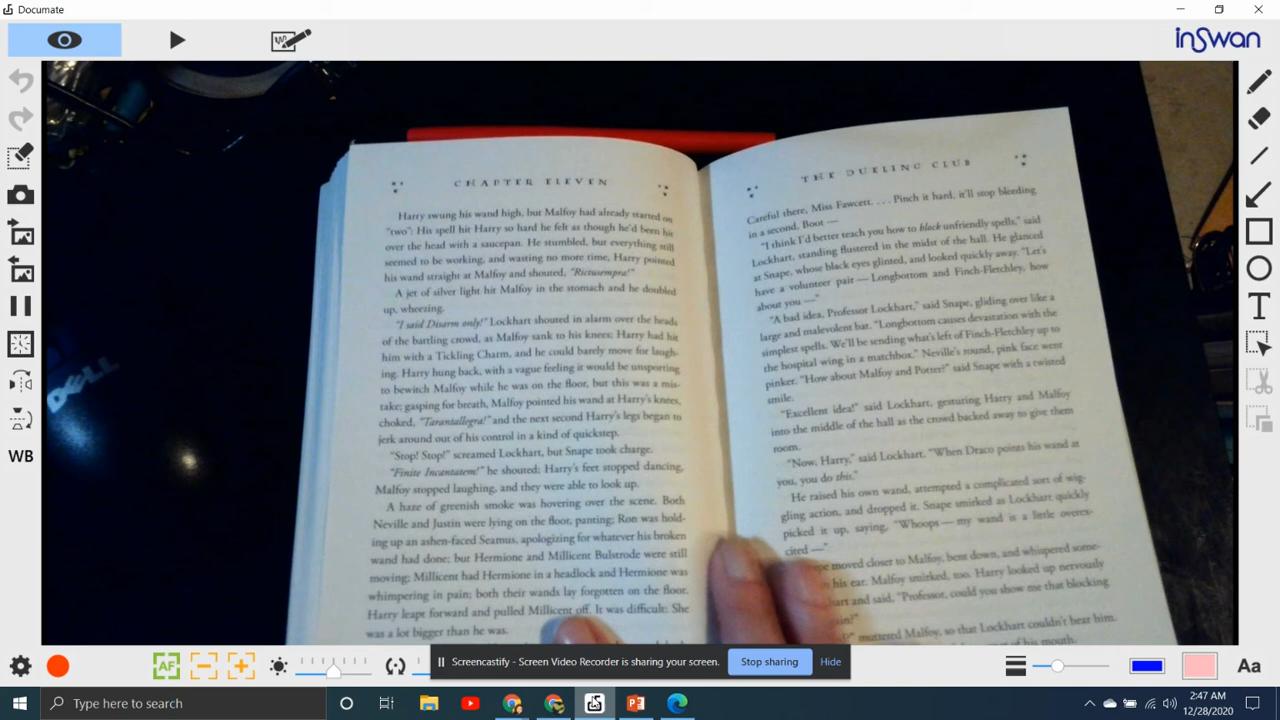 Documate
inSwan
CHAPTER ELEVEN
Harry swung his wand high, but Malfoy had already started on
"two": His spell hit Harry so hard he felt as though he'd been hit
over the head with a saucepan. He stumbled, but everything still
seemed to be working, and wasting no more time, Harry pointed
his wand straight at Malfoy and shouted, "Rictusempra!"
A jet of silver light hit Malfoy in the stomach and he doubled
up, wheezing.
"I said Disarm only!" Lockhart shouted in alarm over the heads
of the battling crowd, as Malfoy sank to his knees; Harry had hit
him with a Tickling Charm, and he could barely move for laugh-
ing. Harry hung back, with a vague feeling it would be unsporting
to bewitch Malfoy while he was on the floor, but this was a mis-
take; gasping for breath, Malfoy pointed his wand at Harry's knees,
choked, "Tarantallegra!" and the next second Harry's legs began to
jerk around out of his control in a kind of quickstep.
"Stop! Stop!" screamed Lockhart, but Snape took charge.
"Finite Incantatem!" he shouted; Harry's feet stopped dancing,
Malfoy stopped laughing, and they were able to look up.
A haze of greenish smoke was hovering over the scene. Both
Neville and Justin were lying on the floor, panting; Ron was hold-
ing up an ashen-faced Seamus, apologizing for whatever his broken
wand had done; but Hermione and Millicent Bulstrode were still
moving; Millicent had Hermione in a headlock and Hermione was
whimpering in pain; both their wands lay forgotten on the floor.
Harry leapt forward and pulled Millicent off. It was difficult: She
was a lot bigger than he was.
THE DUELING CLUB
Careful there, Miss Fawcett. . . . Pinch it hard, it'll stop bleeding
in a second, Boot —
"I think I'd better teach you how to block unfriendly spells," said
Lockhart, standing flustered in the midst of the hall. He glanced
at Snape, whose black eyes glinted, and looked quickly away. "Let's
have a volunteer pair — Longbottom and Finch-Fletchley, how
about you —"
"A bad idea, Professor Lockhart," said Snape, gliding over like a
large and malevolent bat. "Longbottom causes devastation with the
simplest spells. We'll be sending what's left of Finch-Fletchley up to
the hospital wing in a matchbox." Neville's round, pink face went
pinker. "How about Malfoy and Potter?" said Snape with a twisted
smile.
"Excellent idea!" said Lockhart, gesturing Harry and Malfoy
into the middle of the hall as the crowd backed away to give them
room.
"Now, Harry," said Lockhart. "When Draco points his wand at
you, you do this."
He raised his own wand, attempted a complicated sort of wig-
gling action, and dropped it. Snape smirked as Lockhart quickly
picked it up, saying, "Whoops — my wand is a little overex-
cited —"
moved closer to Malfoy, bent down, and whispered some-
in his ear. Malfoy smirked, too. Harry looked up nervously
and said, "Professor, could you show me that blocking
muttered Malfoy, so that Lockhart couldn't hear him.
of his mouth.
DELL
WB
T
AF
Screencastify - Screen Video Recorder is sharing your screen.
Stop sharing
Hide
Aa
Type here to search
2:47 AM
12/28/2020